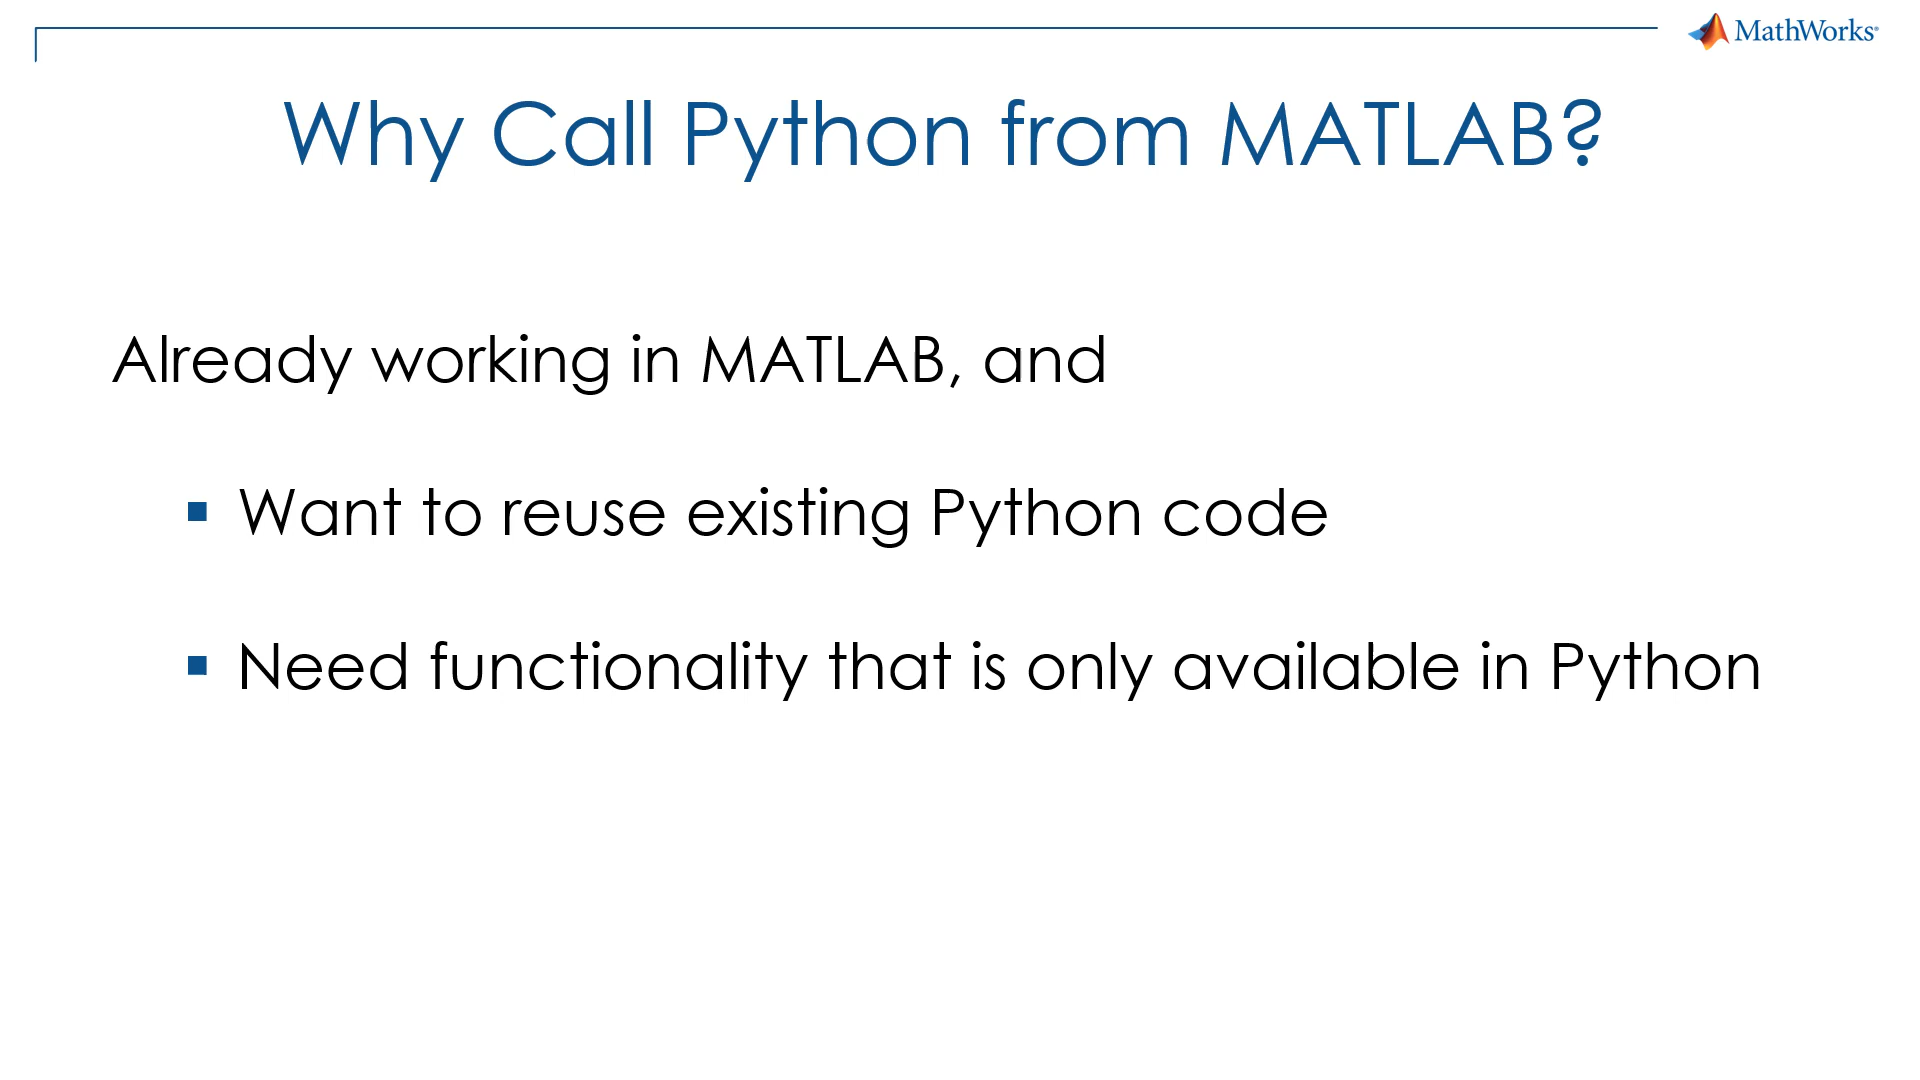 MathWorks®
Why Call Python from MATLAB?
Already working in MATLAB, and
▪ Want to reuse existing Python code
▪ Need functionality that is only available in Python